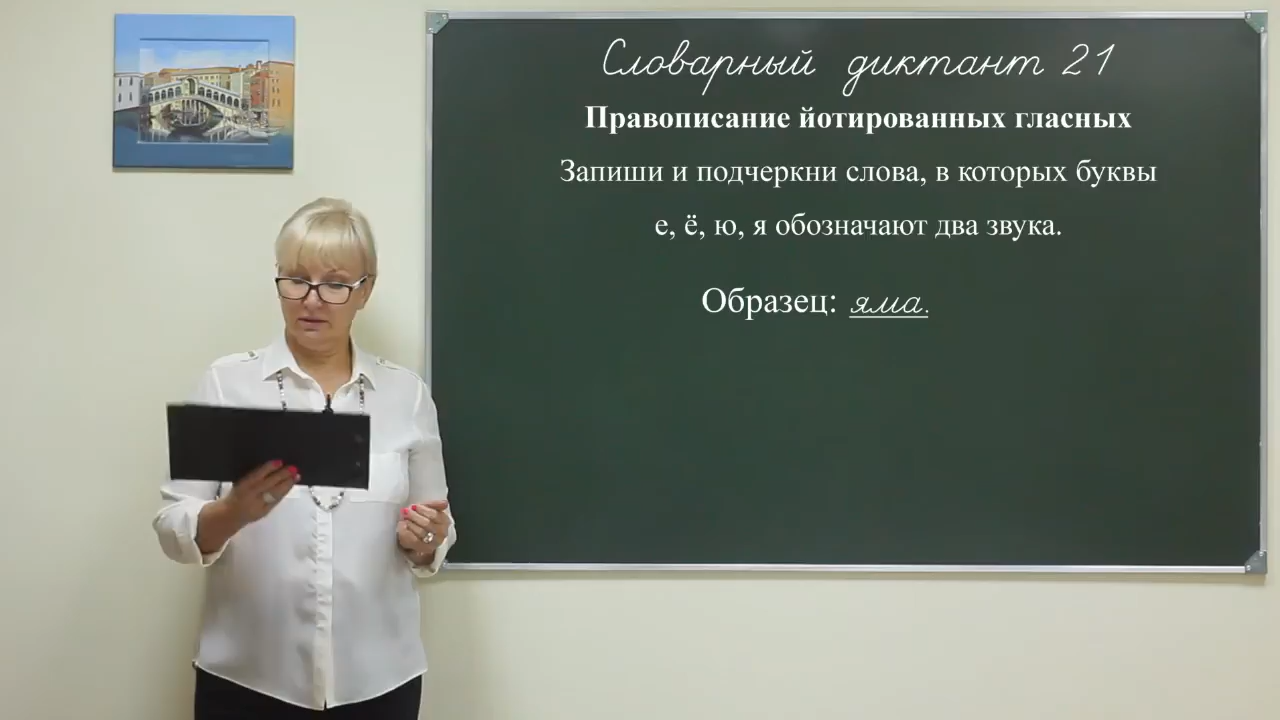 Словарный диктант 21
Правописание йотированных гласных
Запиши и подчеркни слова, в которых буквы
е, ё, ю, я обозначают два звука.
Образец: яма.